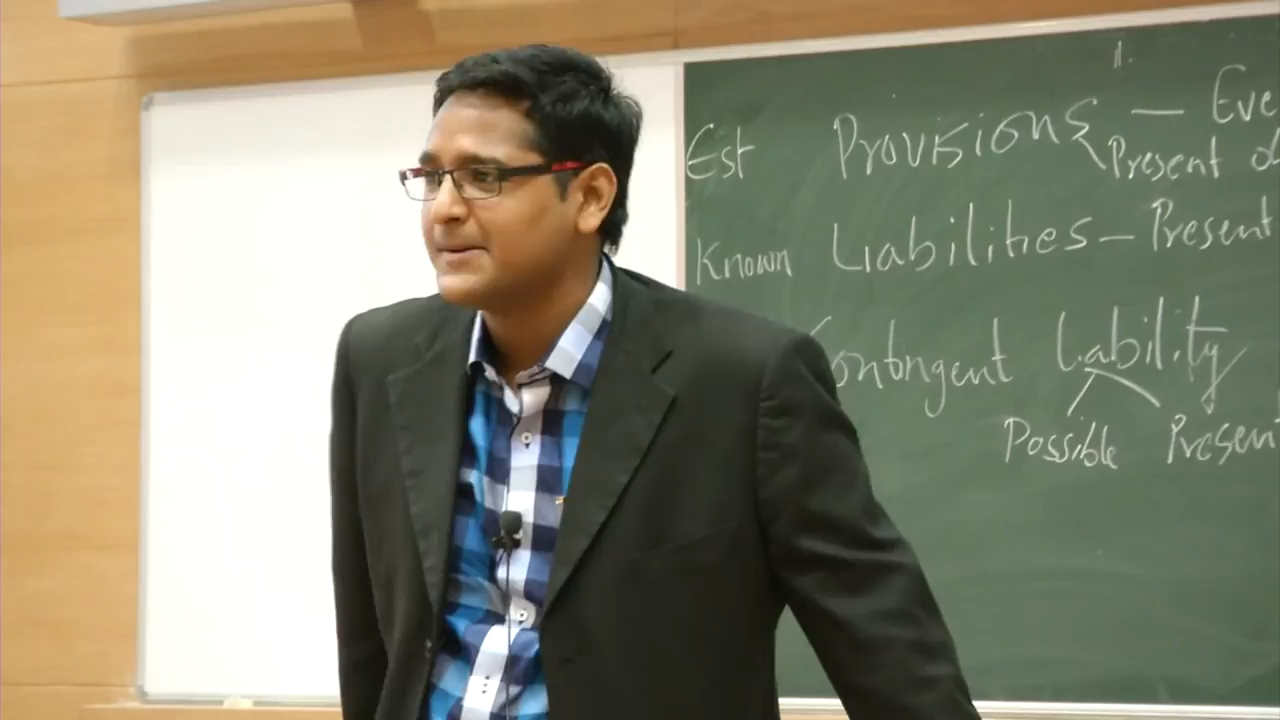 Est Provisions — Eve
Present o
Known Liabilities – Present
Contingent Liability
Possible Present